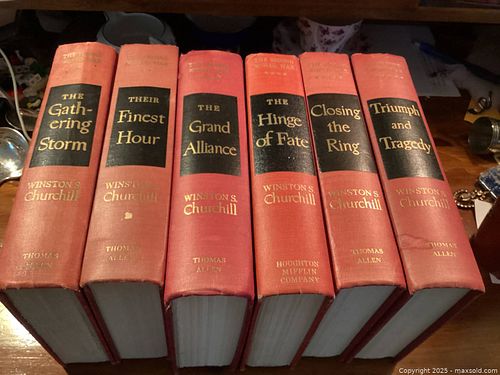 THE
Gath-
ering
Storm
WINSTON S.
Churchill
THOMAS
ALLEN
THEIR
Finest
Hour
WINSTON S.
Churchill
THOMAS
ALLEN
THE
Grand
Alliance
WINSTON S.
Churchill
THOMAS
ALLEN
THE SECOND
WORLD WAR
THE
Hinge
of Fate
WINSTON S.
Churchill
HOUGHTON
MIFFLIN
COMPANY
Closing
the
Ring
WINSTON S.
Churchill
THOMAS
ALLEN
Triumph
and
Tragedy
WINSTON S.
Churchill
THOMAS
ALLEN
Copyright 2025 - maxsold.com